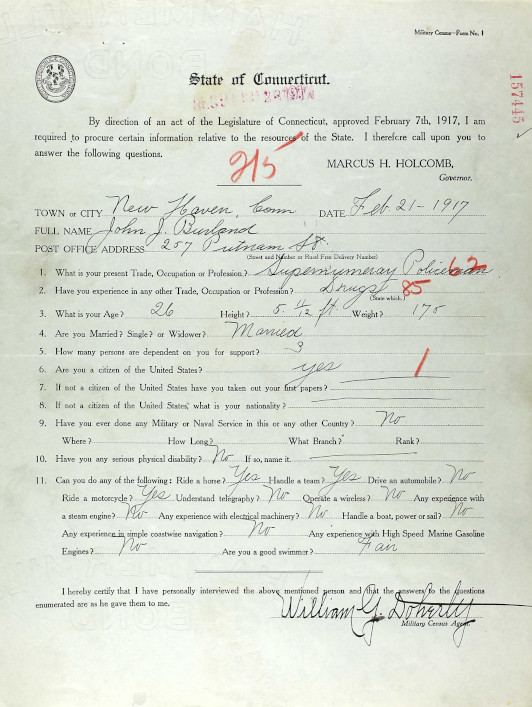 Military Census—Form No. 1
State of Connecticut.
157445
By direction of an act of the Legislature of Connecticut, approved February 7th, 1917, I am
required to procure certain information relative to the resources of the State. I therefore call upon you to
answer the following questions.
215
MARCUS H. HOLCOMB,
Governor.
TOWN or CITY New Haven, Conn DATE Feb. 21-1917
FULL NAME John J. Burland
POST OFFICE ADDRESS 257 Putnam St.
(Street and Number or Rural Free Delivery Number)
1. What is your present Trade, Occupation or Profession? Supernumeray Policeman 62
2. Have you experience in any other Trade, Occupation or Profession? Drugs 85
(State which.)
3. What is your Age? 26 Height? 5. 11/12 ft. Weight? 175
4. Are you Married? Single? or Widower? Married
5. How many persons are dependent on you for support? 3
6. Are you a citizen of the United States? yes 1
7. If not a citizen of the United States have you taken out your first papers?
8. If not a citizen of the United States, what is your nationality?
9. Have you ever done any Military or Naval Service in this or any other Country? No
Where? How Long? What Branch? Rank?
10. Have you any serious physical disability? No If so, name it.
11. Can you do any of the following: Ride a horse? Yes Handle a team? Yes Drive an automobile? No
Ride a motorcycle? Yes Understand telegraphy? No Operate a wireless? No Any experience with
a steam engine? No Any experience with electrical machinery? No Handle a boat, power or sail? No
Any experience in simple coastwise navigation? No Any experience with High Speed Marine Gasoline
Engines? No Are you a good swimmer? Fair
I hereby certify that I have personally interviewed the above mentioned person and that the answers to the questions
enumerated are as he gave them to me.
William G. Doherty
Military Census Agent.